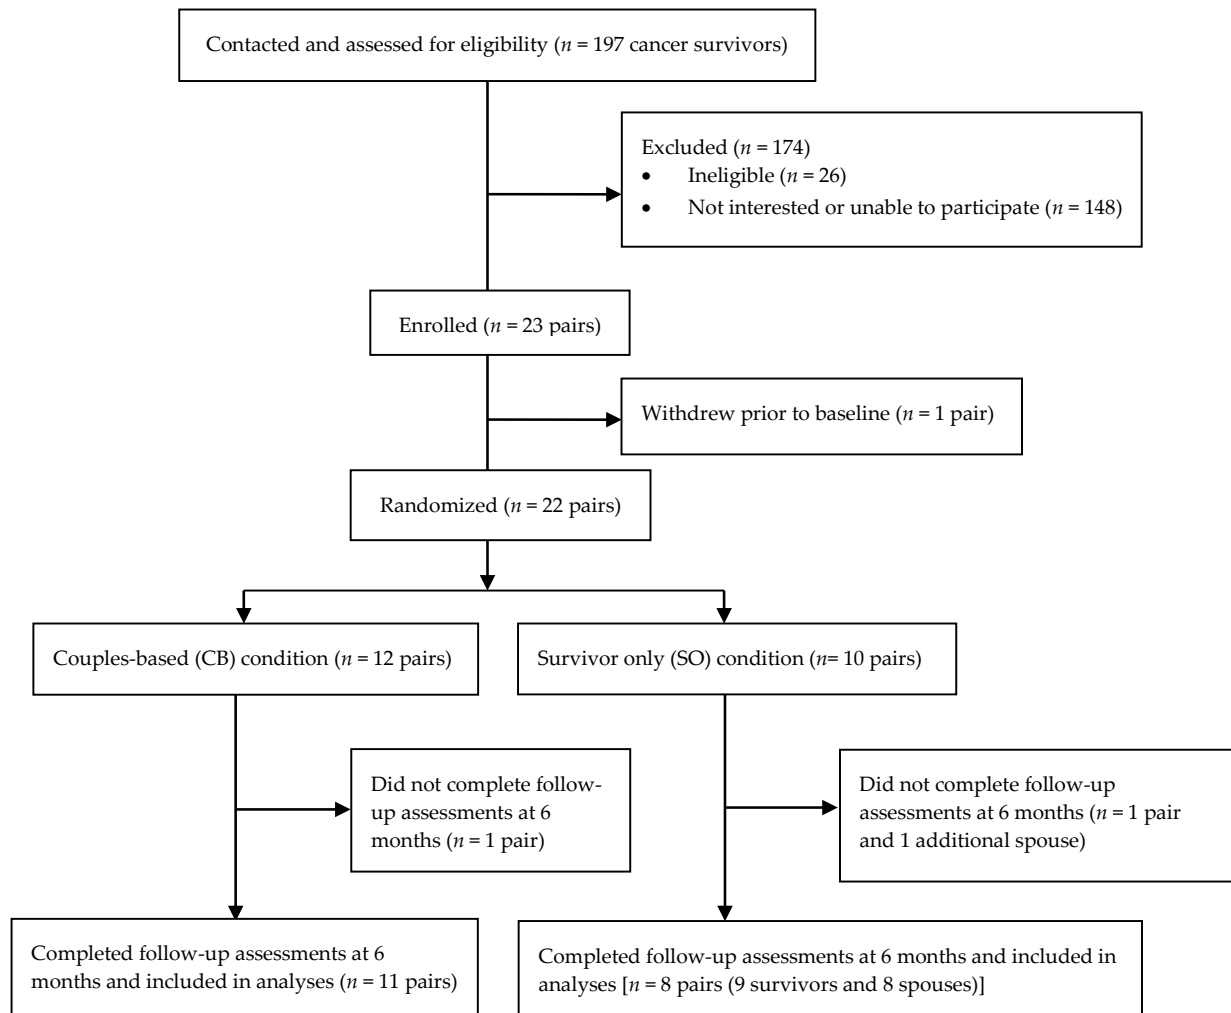 Contacted and assessed for eligibility (n = 197 cancer survivors)
Excluded (n = 174)
• Ineligible (n = 26)
• Not interested or unable to participate (n = 148)
Enrolled (n = 23 pairs)
Withdrew prior to baseline (n = 1 pair)
Randomized (n = 22 pairs)
Couples-based (CB) condition (n = 12 pairs)
Survivor only (SO) condition (n= 10 pairs)
Did not complete follow-
up assessments at 6
months (n = 1 pair)
Did not complete follow-up
assessments at 6 months (n = 1 pair
and 1 additional spouse)
Completed follow-up assessments at 6
months and included in analyses (n = 11 pairs)
Completed follow-up assessments at 6 months and included in
analyses [n = 8 pairs (9 survivors and 8 spouses)]